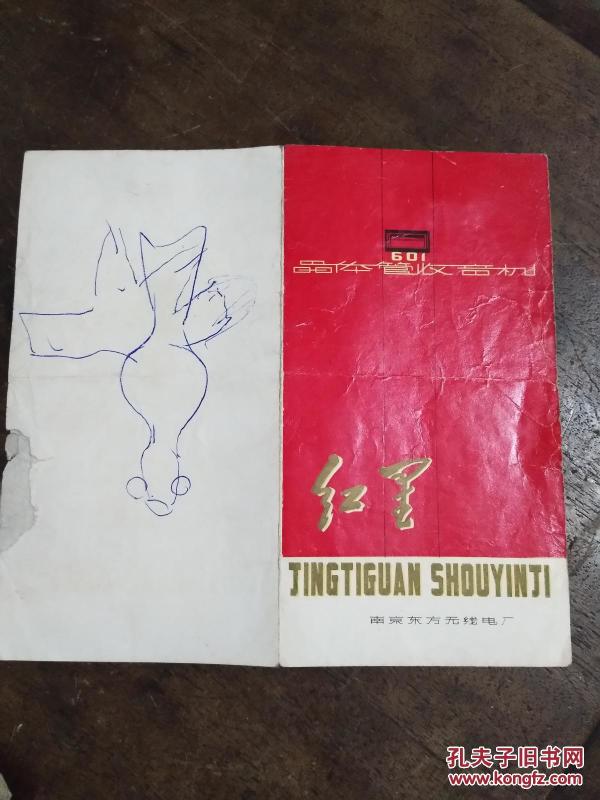 601
晶体管收音机
红星
JINGTIGUAN SHOUYINJI
南京东方无线电厂
孔夫子旧书网
www.kongfz.com